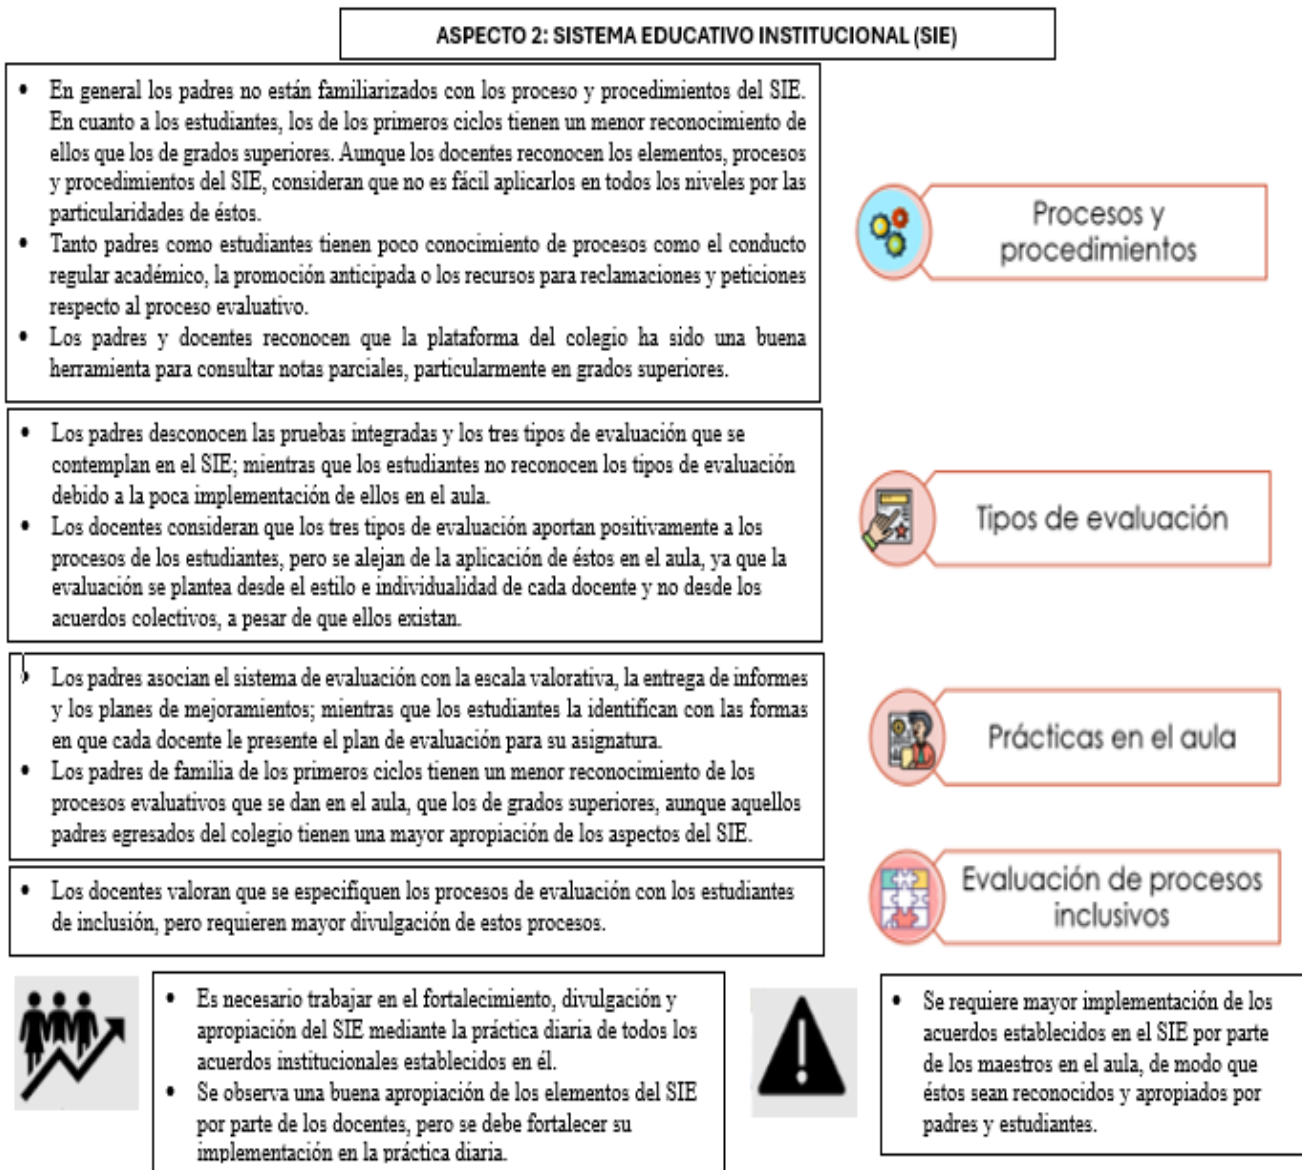 ASPECTO 2: SISTEMA EDUCATIVO INSTITUCIONAL (SIE)
• En general los padres no están familiarizados con los proceso y procedimientos del SIE.
En cuanto a los estudiantes, los de los primeros ciclos tienen un menor reconocimiento de
ellos que los de grados superiores. Aunque los docentes reconocen los elementos, procesos
y procedimientos del SIE, consideran que no es fácil aplicarlos en todos los niveles por las
particularidades de éstos.
• Tanto padres como estudiantes tienen poco conocimiento de procesos como el conducto
regular académico, la promoción anticipada o los recursos para reclamaciones y peticiones
respecto al proceso evaluativo.
• Los padres y docentes reconocen que la plataforma del colegio ha sido una buena
herramienta para consultar notas parciales, particularmente en grados superiores.
Procesos y
procedimientos
• Los padres desconocen las pruebas integradas y los tres tipos de evaluación que se
contemplan en el SIE; mientras que los estudiantes no reconocen los tipos de evaluación
debido a la poca implementación de ellos en el aula.
• Los docentes consideran que los tres tipos de evaluación aportan positivamente a los
procesos de los estudiantes, pero se alejan de la aplicación de éstos en el aula, ya que la
evaluación se plantea desde el estilo e individualidad de cada docente y no desde los
acuerdos colectivos, a pesar de que ellos existan.
Tipos de evaluación
• Los padres asocian el sistema de evaluación con la escala valorativa, la entrega de informes
y los planes de mejoramientos; mientras que los estudiantes la identifican con las formas
en que cada docente le presente el plan de evaluación para su asignatura.
• Los padres de familia de los primeros ciclos tienen un menor reconocimiento de los
procesos evaluativos que se dan en el aula, que los de grados superiores, aunque aquellos
padres egresados del colegio tienen una mayor apropiación de los aspectos del SIE.
Prácticas en el aula
• Los docentes valoran que se especifiquen los procesos de evaluación con los estudiantes
de inclusión, pero requieren mayor divulgación de estos procesos.
Evaluación de procesos
inclusivos
• Es necesario trabajar en el fortalecimiento, divulgación y
apropiación del SIE mediante la práctica diaria de todos los
acuerdos institucionales establecidos en él.
• Se observa una buena apropiación de los elementos del SIE
por parte de los docentes, pero se debe fortalecer su
implementación en la práctica diaria.
• Se requiere mayor implementación de los
acuerdos establecidos en el SIE por parte
de los maestros en el aula, de modo que
éstos sean reconocidos y apropiados por
padres y estudiantes.